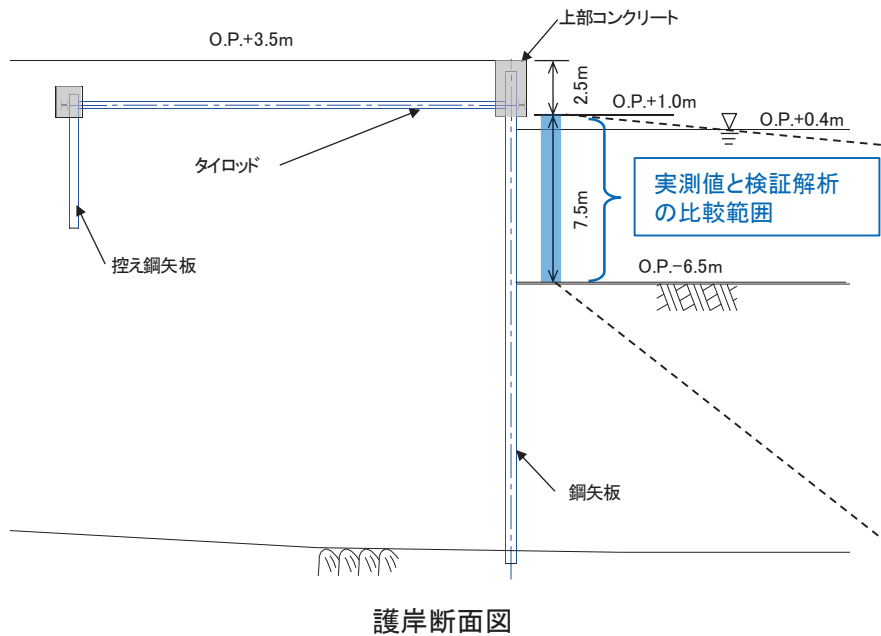 上部コンクリート
O.P.+3.5m
2.5m
O.P.+1.0m
O.P.+0.4m
タイロッド
実測値と検証解析
の比較範囲
7.5m
控え鋼矢板
O.P.-6.5m
鋼矢板
護岸断面図